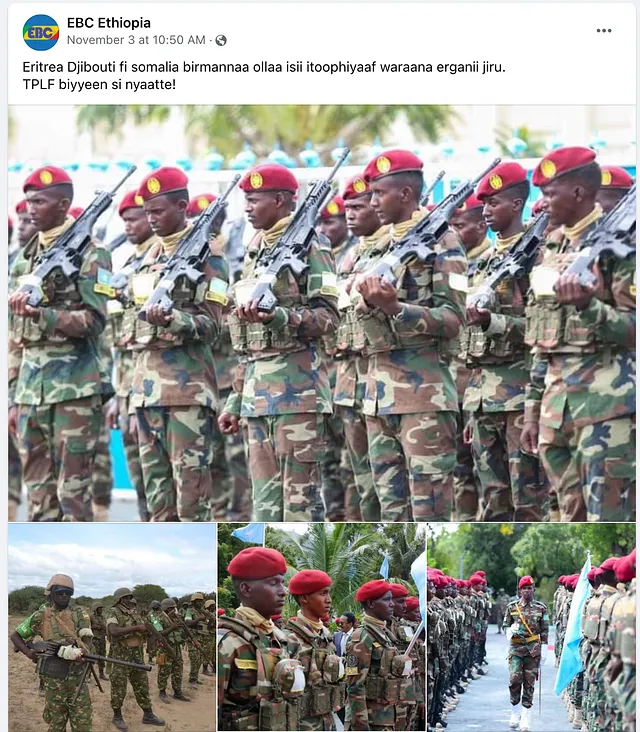 EBC
EBC Ethiopia
November 3 at 10:50 AM ·
Eritrea Djibouti fi somalia birmannaa ollaa isii itoophiyaaf waraana erganii jiru.
TPLF biyyeen si nyaatte!